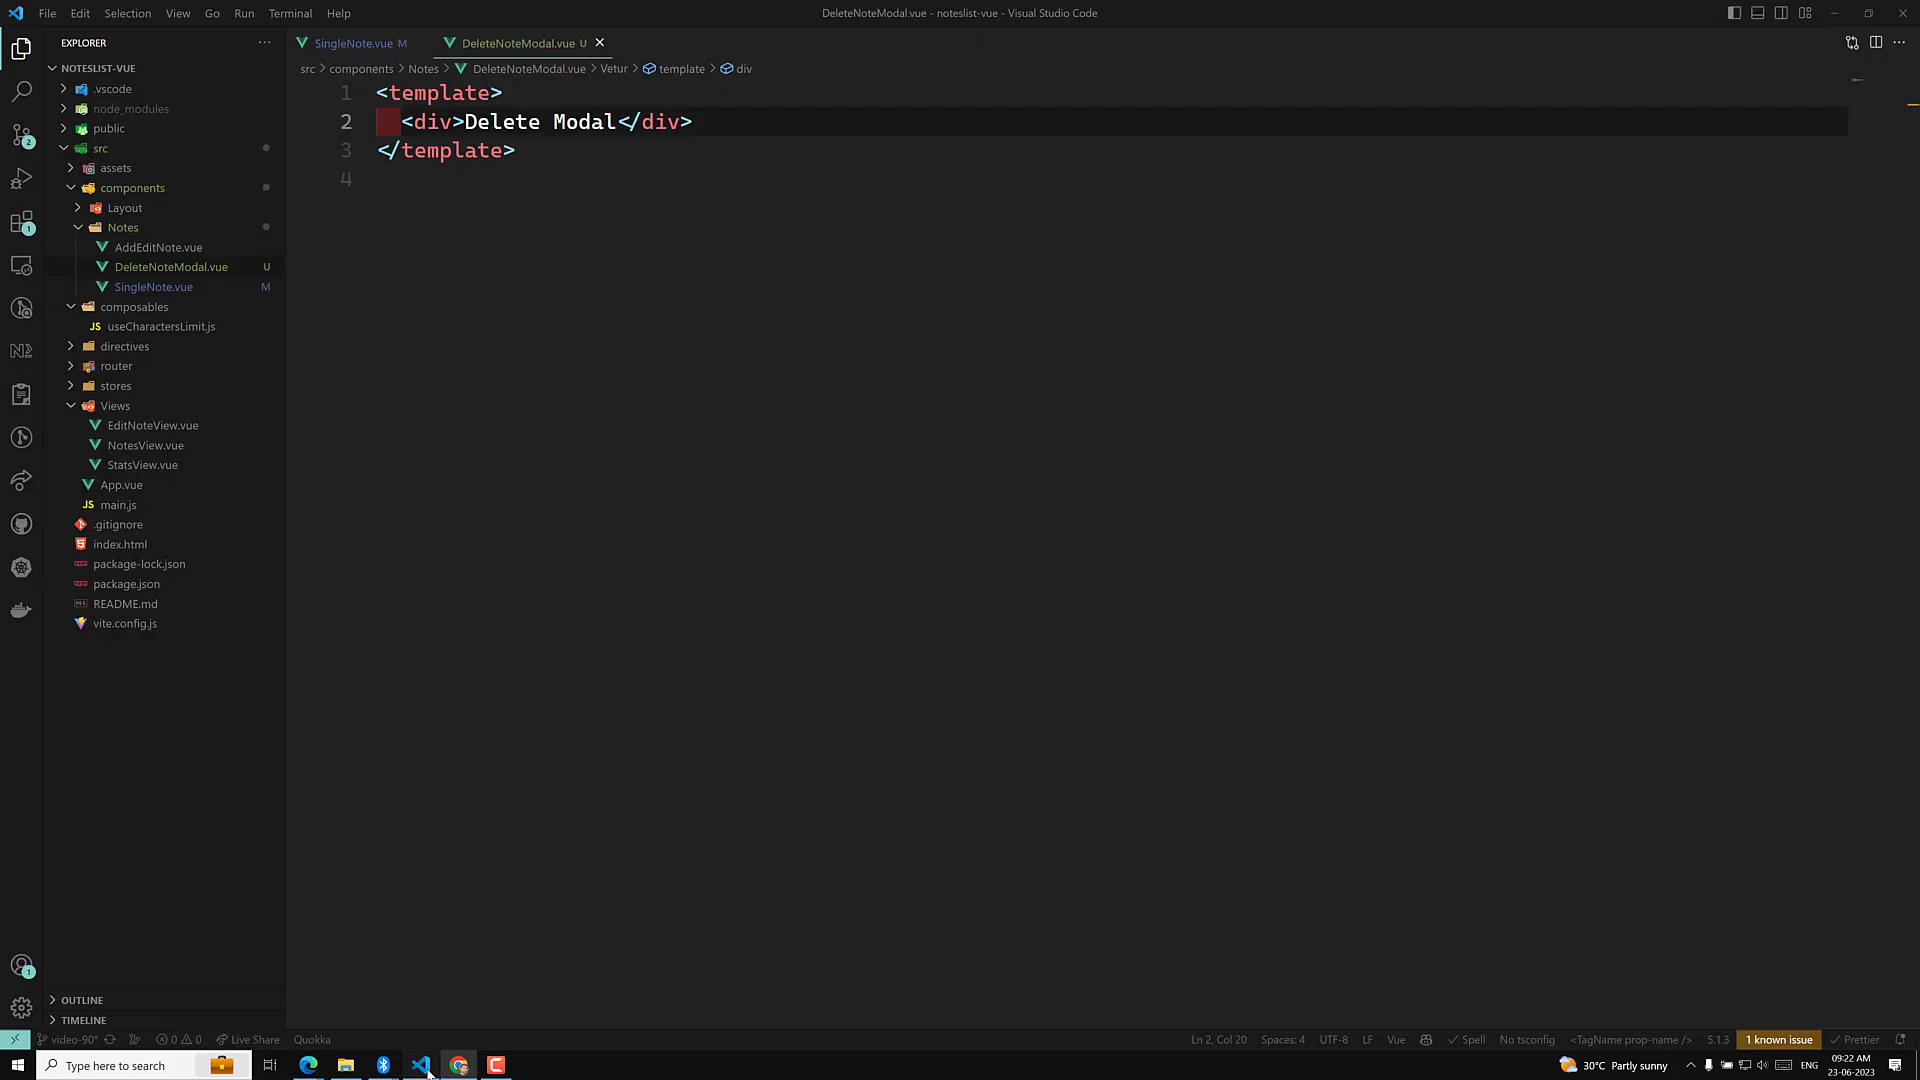 File Edit Selection View Go Run Terminal Help
DeleteNoteModal.vue - noteslist-vue - Visual Studio Code
EXPLORER
SingleNote.vue M
DeleteNoteModal.vue U
src > components > Notes > DeleteNoteModal.vue > Vetur > template > div
NOTESLIST-VUE
.vscode
node_modules
public
src
assets
components
Layout
Notes
AddEditNote.vue
DeleteNoteModal.vue U
SingleNote.vue M
composables
JS useCharactersLimit.js
directives
router
stores
Views
EditNoteView.vue
NotesView.vue
StatsView.vue
App.vue
JS main.js
.gitignore
index.html
package-lock.json
package.json
README.md
vite.config.js
1 <template>
2 <div>Delete Modal</div>
3 </template>
4
2
1
N2
1
OUTLINE
TIMELINE
video-90* 0 0 Live Share Quokka
Ln 2, Col 20 Spaces: 4 UTF-8 LF Vue Spell No tsconfig <TagName prop-name /> 5.1.3 1 known issue Prettier
Type here to search
30°C Partly sunny
ENG
09:22 AM
23-06-2023